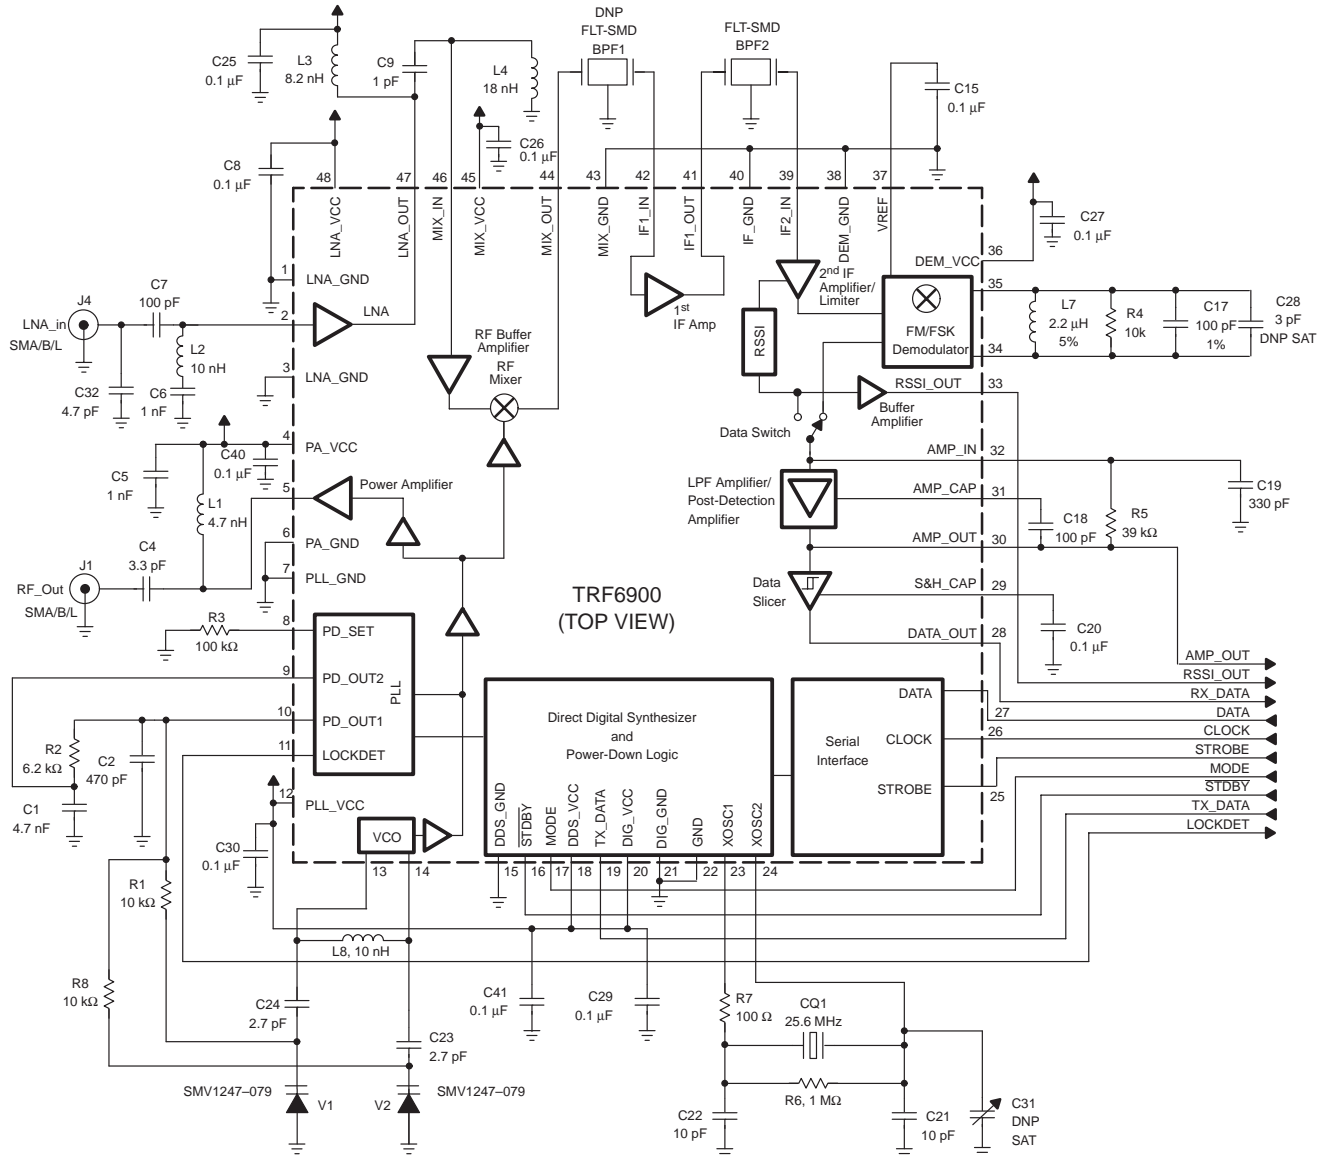 DNP
FLT-SMD
BPF1
FLT-SMD
BPF2
C25
0.1 µF
L3
8.2 nH
C9
1 pF
L4
18 nH
C15
0.1 µF
C8
0.1 µF
C26
0.1 µF
C27
0.1 µF
48
47
46
45
44
43
42
41
40
39
38
37
LNA_VCC
LNA_OUT
MIX_IN
MIX_VCC
MIX_OUT
MIX_GND
IF1_IN
IF1_OUT
IF_GND
IF2_IN
DEM_GND
VREF
36
DEM_VCC
1
LNA_GND
C7
100 pF
J4
LNA_in
SMA/B/L
2
LNA
L2
10 nH
C32
4.7 pF
C6
1 nF
3
LNA_GND
RF Buffer
Amplifier
RF
Mixer
1st
IF Amp
2nd IF
Amplifier/
Limiter
RSSI
FM/FSK
Demodulator
35
34
L7
2.2 µH
5%
R4
10k
C17
100 pF
1%
C28
3 pF
DNP SAT
RSSI_OUT
33
Buffer
Amplifier
Data Switch
4
PA_VCC
C40
0.1 µF
C5
1 nF
5
Power Amplifier
L1
4.7 nH
6
PA_GND
7
PLL_GND
C4
3.3 pF
J1
RF_Out
SMA/B/L
AMP_IN
32
LPF Amplifier/
Post-Detection
Amplifier
AMP_CAP
31
C19
330 pF
C18
100 pF
R5
39 kΩ
AMP_OUT
30
Data
Slicer
S&H_CAP
29
C20
0.1 µF
DATA_OUT
28
TRF6900
(TOP VIEW)
R3
100 kΩ
8
PD_SET
9
PD_OUT2
PLL
10
PD_OUT1
11
LOCKDET
R2
6.2 kΩ
C2
470 pF
C1
4.7 nF
12
PLL_VCC
C30
0.1 µF
VCO
13
14
Direct Digital Synthesizer
and
Power-Down Logic
DDS_GND
STDBY
MODE
DDS_VCC
TX_DATA
DIG_VCC
DIG_GND
GND
XOSC1
XOSC2
15
16
17
18
19
20
21
22
23
24
Serial
Interface
DATA
CLOCK
STROBE
27
26
25
AMP_OUT
RSSI_OUT
RX_DATA
DATA
CLOCK
STROBE
MODE
STDBY
TX_DATA
LOCKDET
R1
10 kΩ
R8
10 kΩ
L8, 10 nH
C24
2.7 pF
C23
2.7 pF
C41
0.1 µF
C29
0.1 µF
R7
100 Ω
CQ1
25.6 MHz
R6, 1 MΩ
SMV1247–079
V1
V2
SMV1247–079
C22
10 pF
C21
10 pF
C31
DNP
SAT